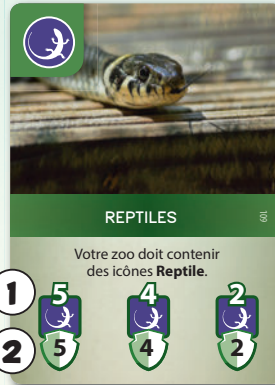 REPTILES
109
Votre zoo doit contenir
des icônes Reptile.
1 5 4 2
2 5 4 2